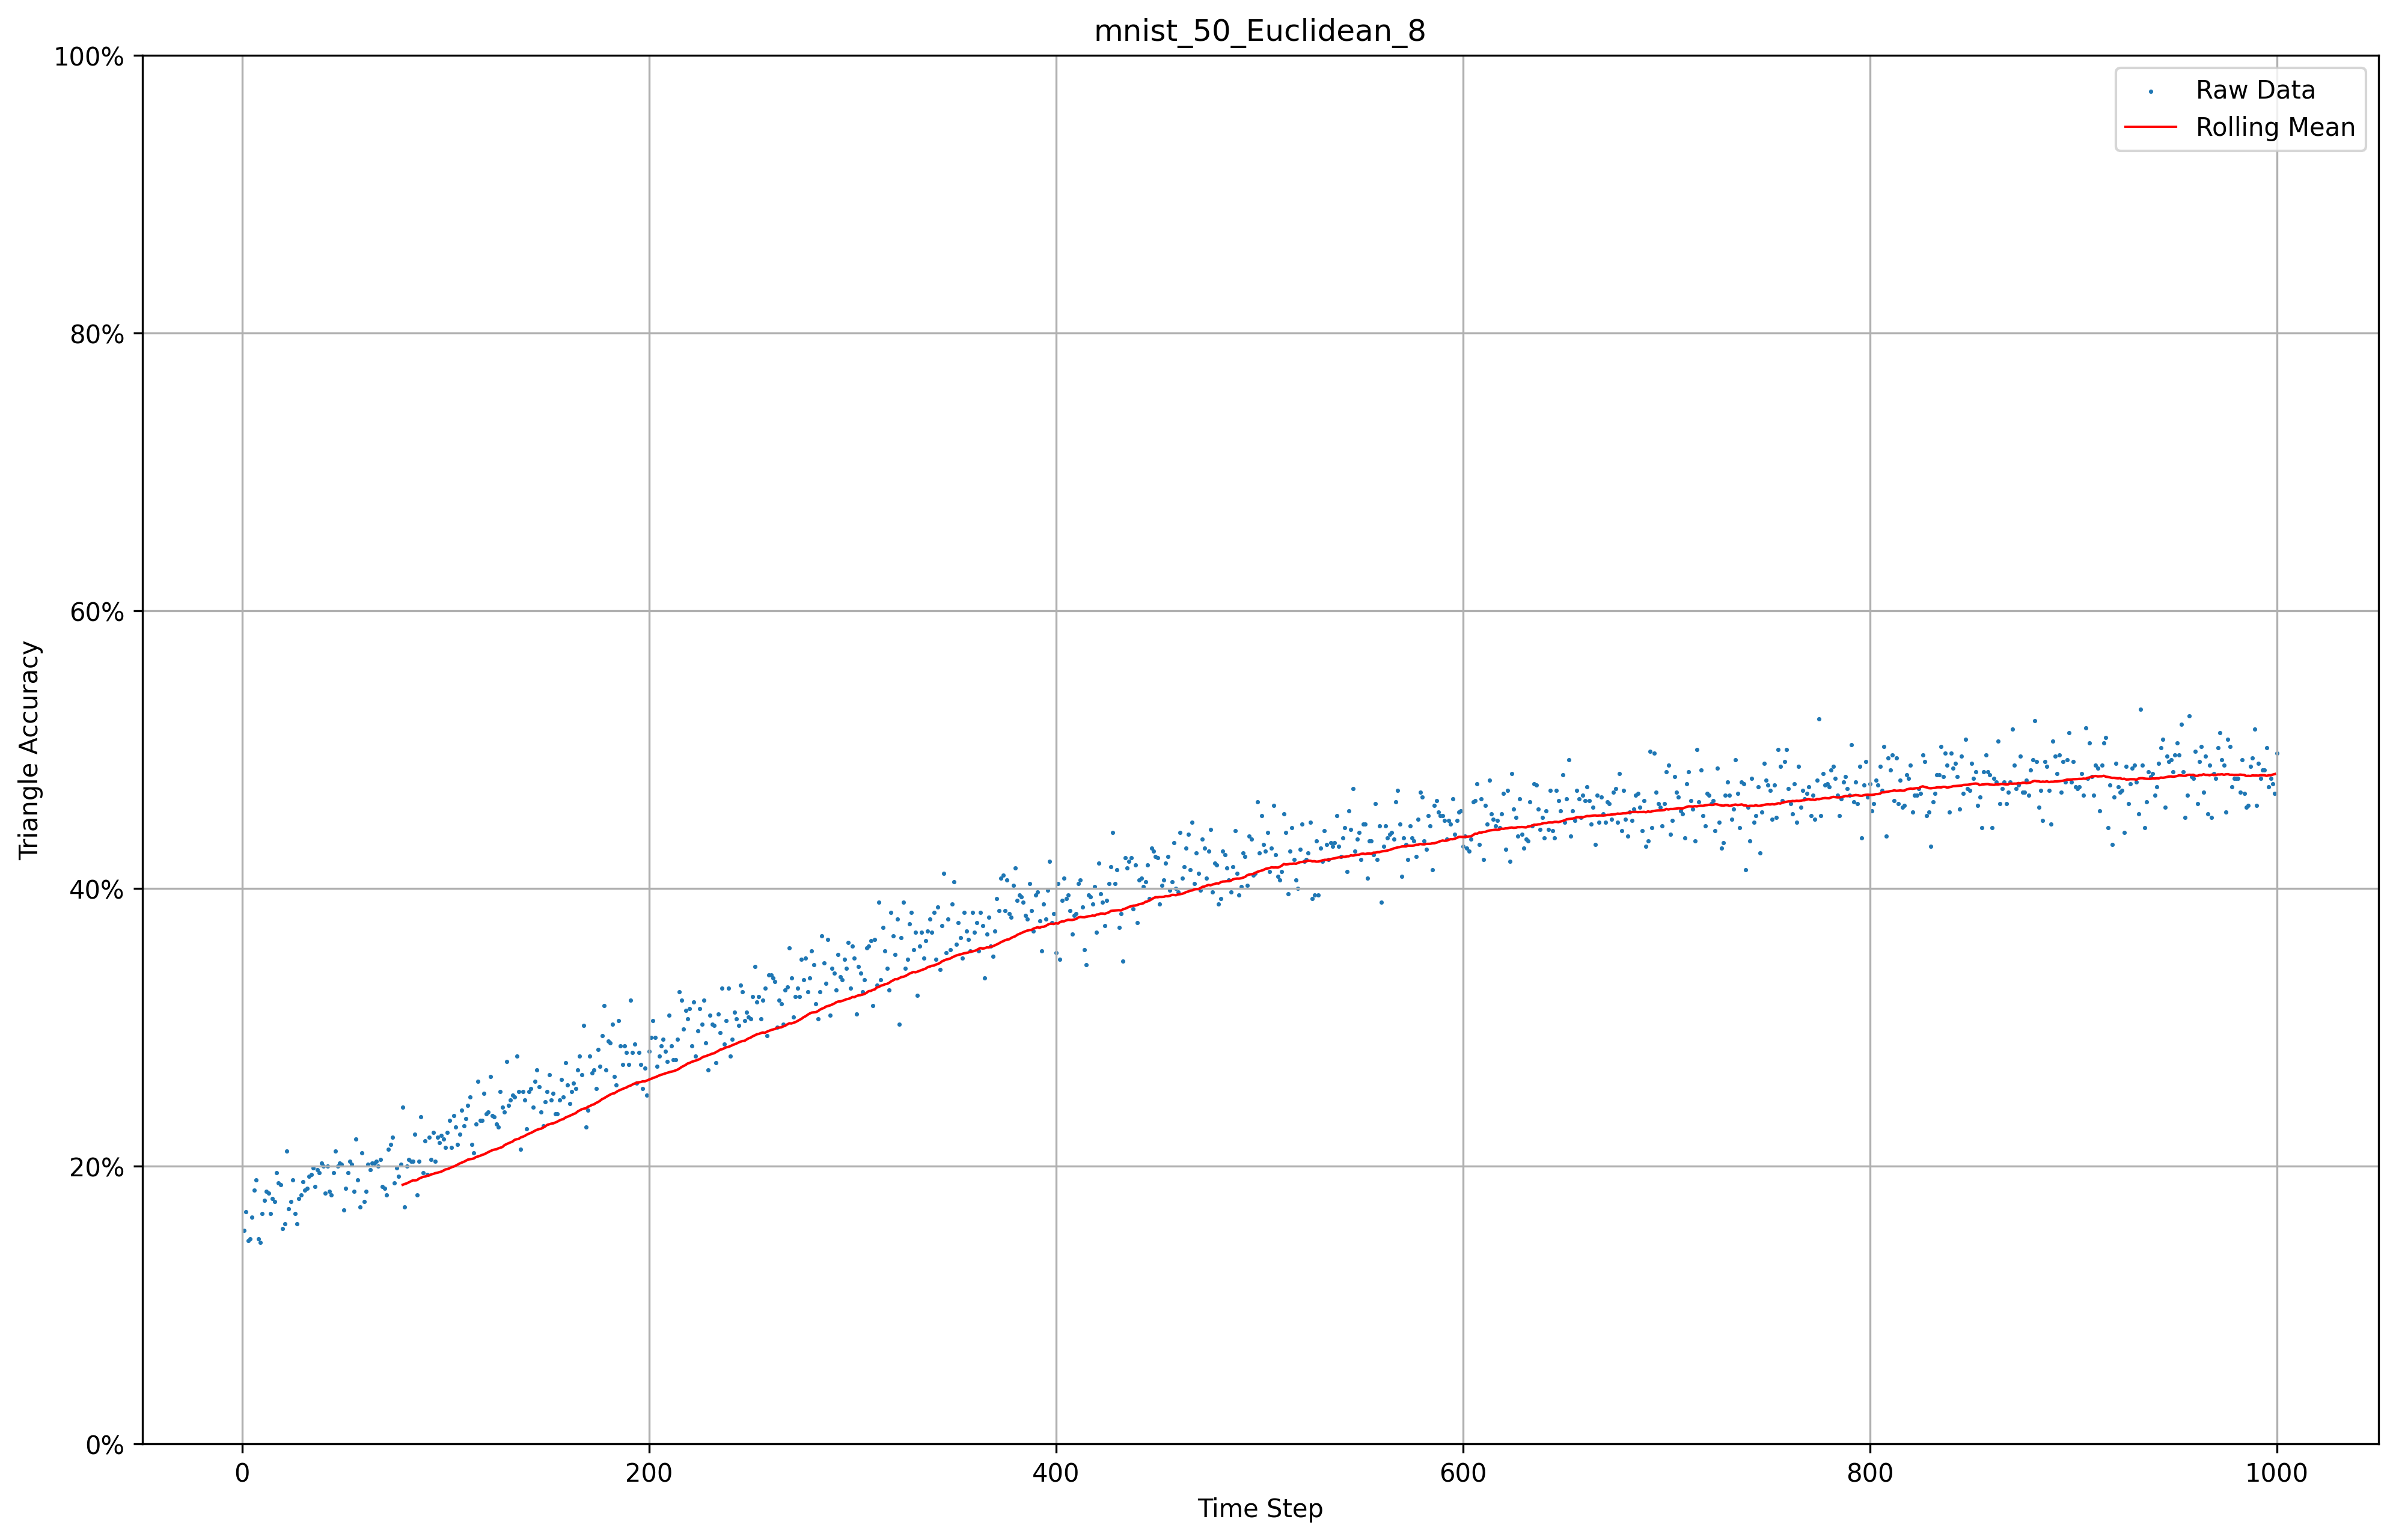 mnist_50_Euclidean_8
100%
80%
60%
40%
20%
0%
Triangle Accuracy
Raw Data
Rolling Mean
0
200
400
600
800
1000
Time Step